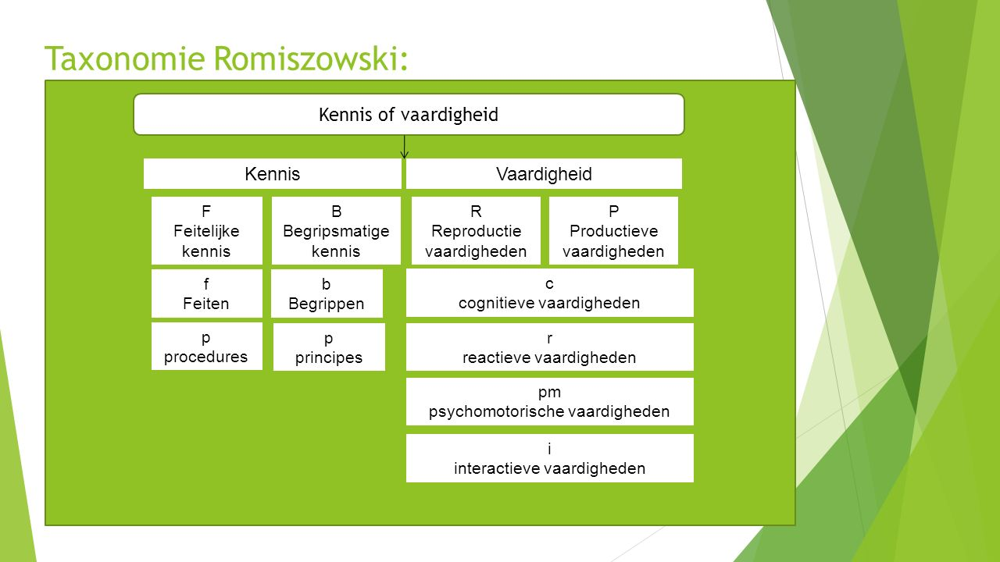 Taxonomie Romiszowski:
Kennis of vaardigheid
Kennis
Vaardigheid
F
Feitelijke
kennis
B
Begripsmatige
kennis
R
Reproductie
vaardigheden
P
Productieve
vaardigheden
f
Feiten
b
Begrippen
c
cognitieve vaardigheden
p
procedures
p
principes
r
reactieve vaardigheden
pm
psychomotorische vaardigheden
i
interactieve vaardigheden